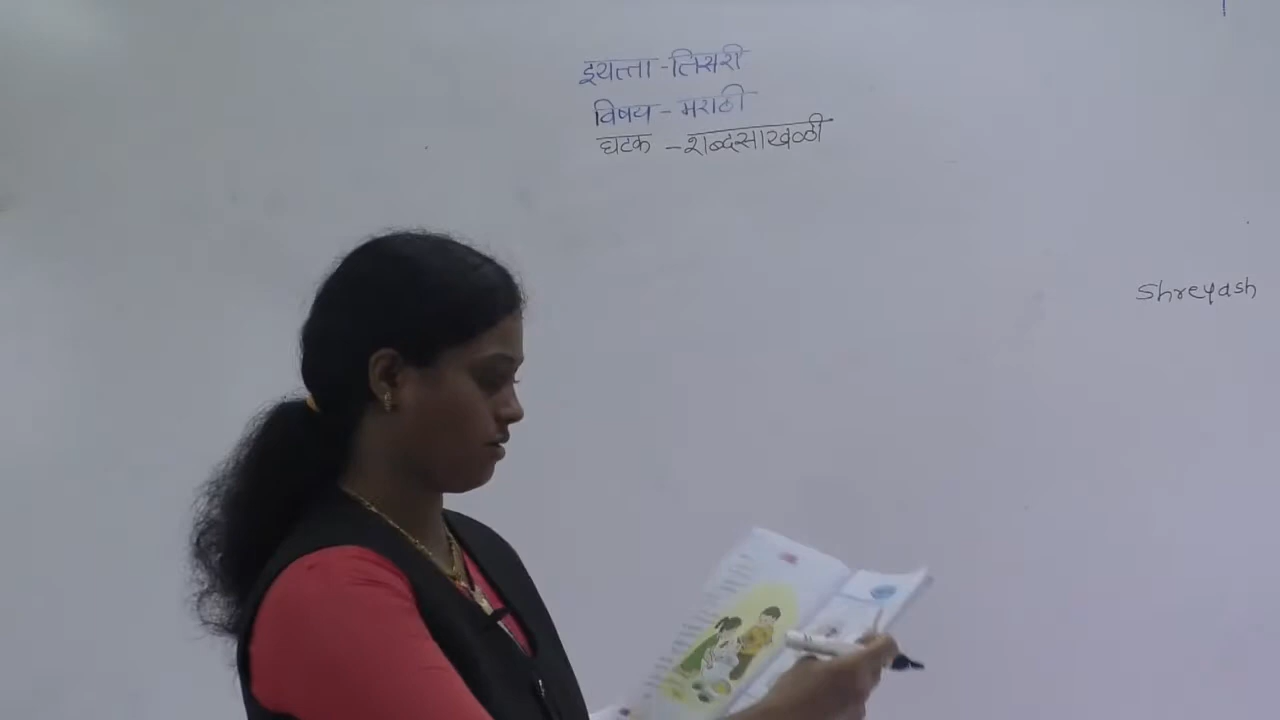 इयत्ता - तिसरी
विषय - मराठी
घटक - शब्दसाखळी
Shreyash